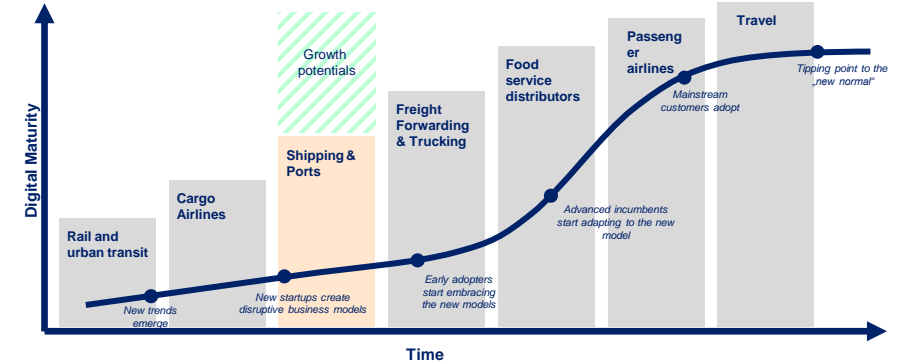 Digital Maturity
Rail and
urban transit
Cargo
Airlines
Growth
potentials
Shipping &
Ports
Freight
Forwarding
& Trucking
Food
service
distributors
Passeng
er
airlines
Travel
New trends
emerge
New startups create
disruptive business models
Early adopters
start embracing
the new models
Advanced incumbents
start adapting to the new
model
Mainstream
customers adopt
Tipping point to the
„new normal“
Time